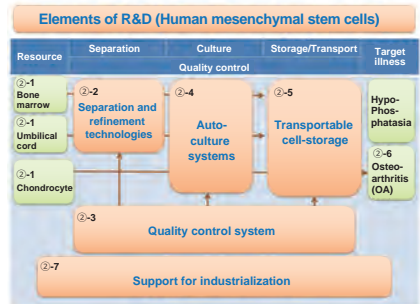 Elements of R&D (Human mesenchymal stem cells)
Resource
Separation
Culture
Storage/Transport
Target
illness
Quality control
②-1
Bone
marrow
②-1
Umbilical
cord
②-1
Chondrocyte
②-2
Separation and
refinement
technologies
②-4
Auto-
culture
systems
②-5
Transportable
cell-storage
Hypo-
Phos-
phatasia
②-6
Osteo-
arthritis
(OA)
②-3
Quality control system
②-7
Support for industrialization